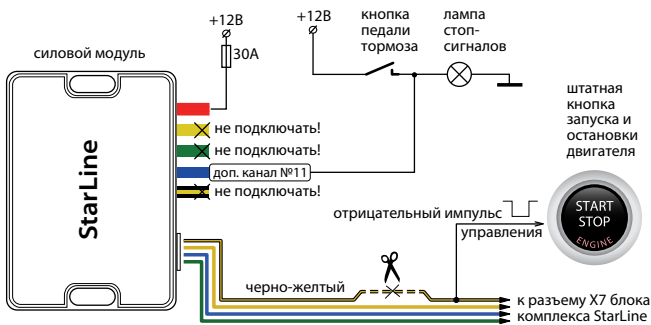 +12В
+12В
кнопка
педали
тормоза
лампа
стоп-
сигналов
силовой модуль
30А
штатная
кнопка
запуска и
остановки
двигателя
StarLine
не подключать!
не подключать!
доп. канал №11
не подключать!
отрицательный импульс
управления
START
STOP
ENGINE
черно-желтый
к разъему X7 блока
комплекса StarLine